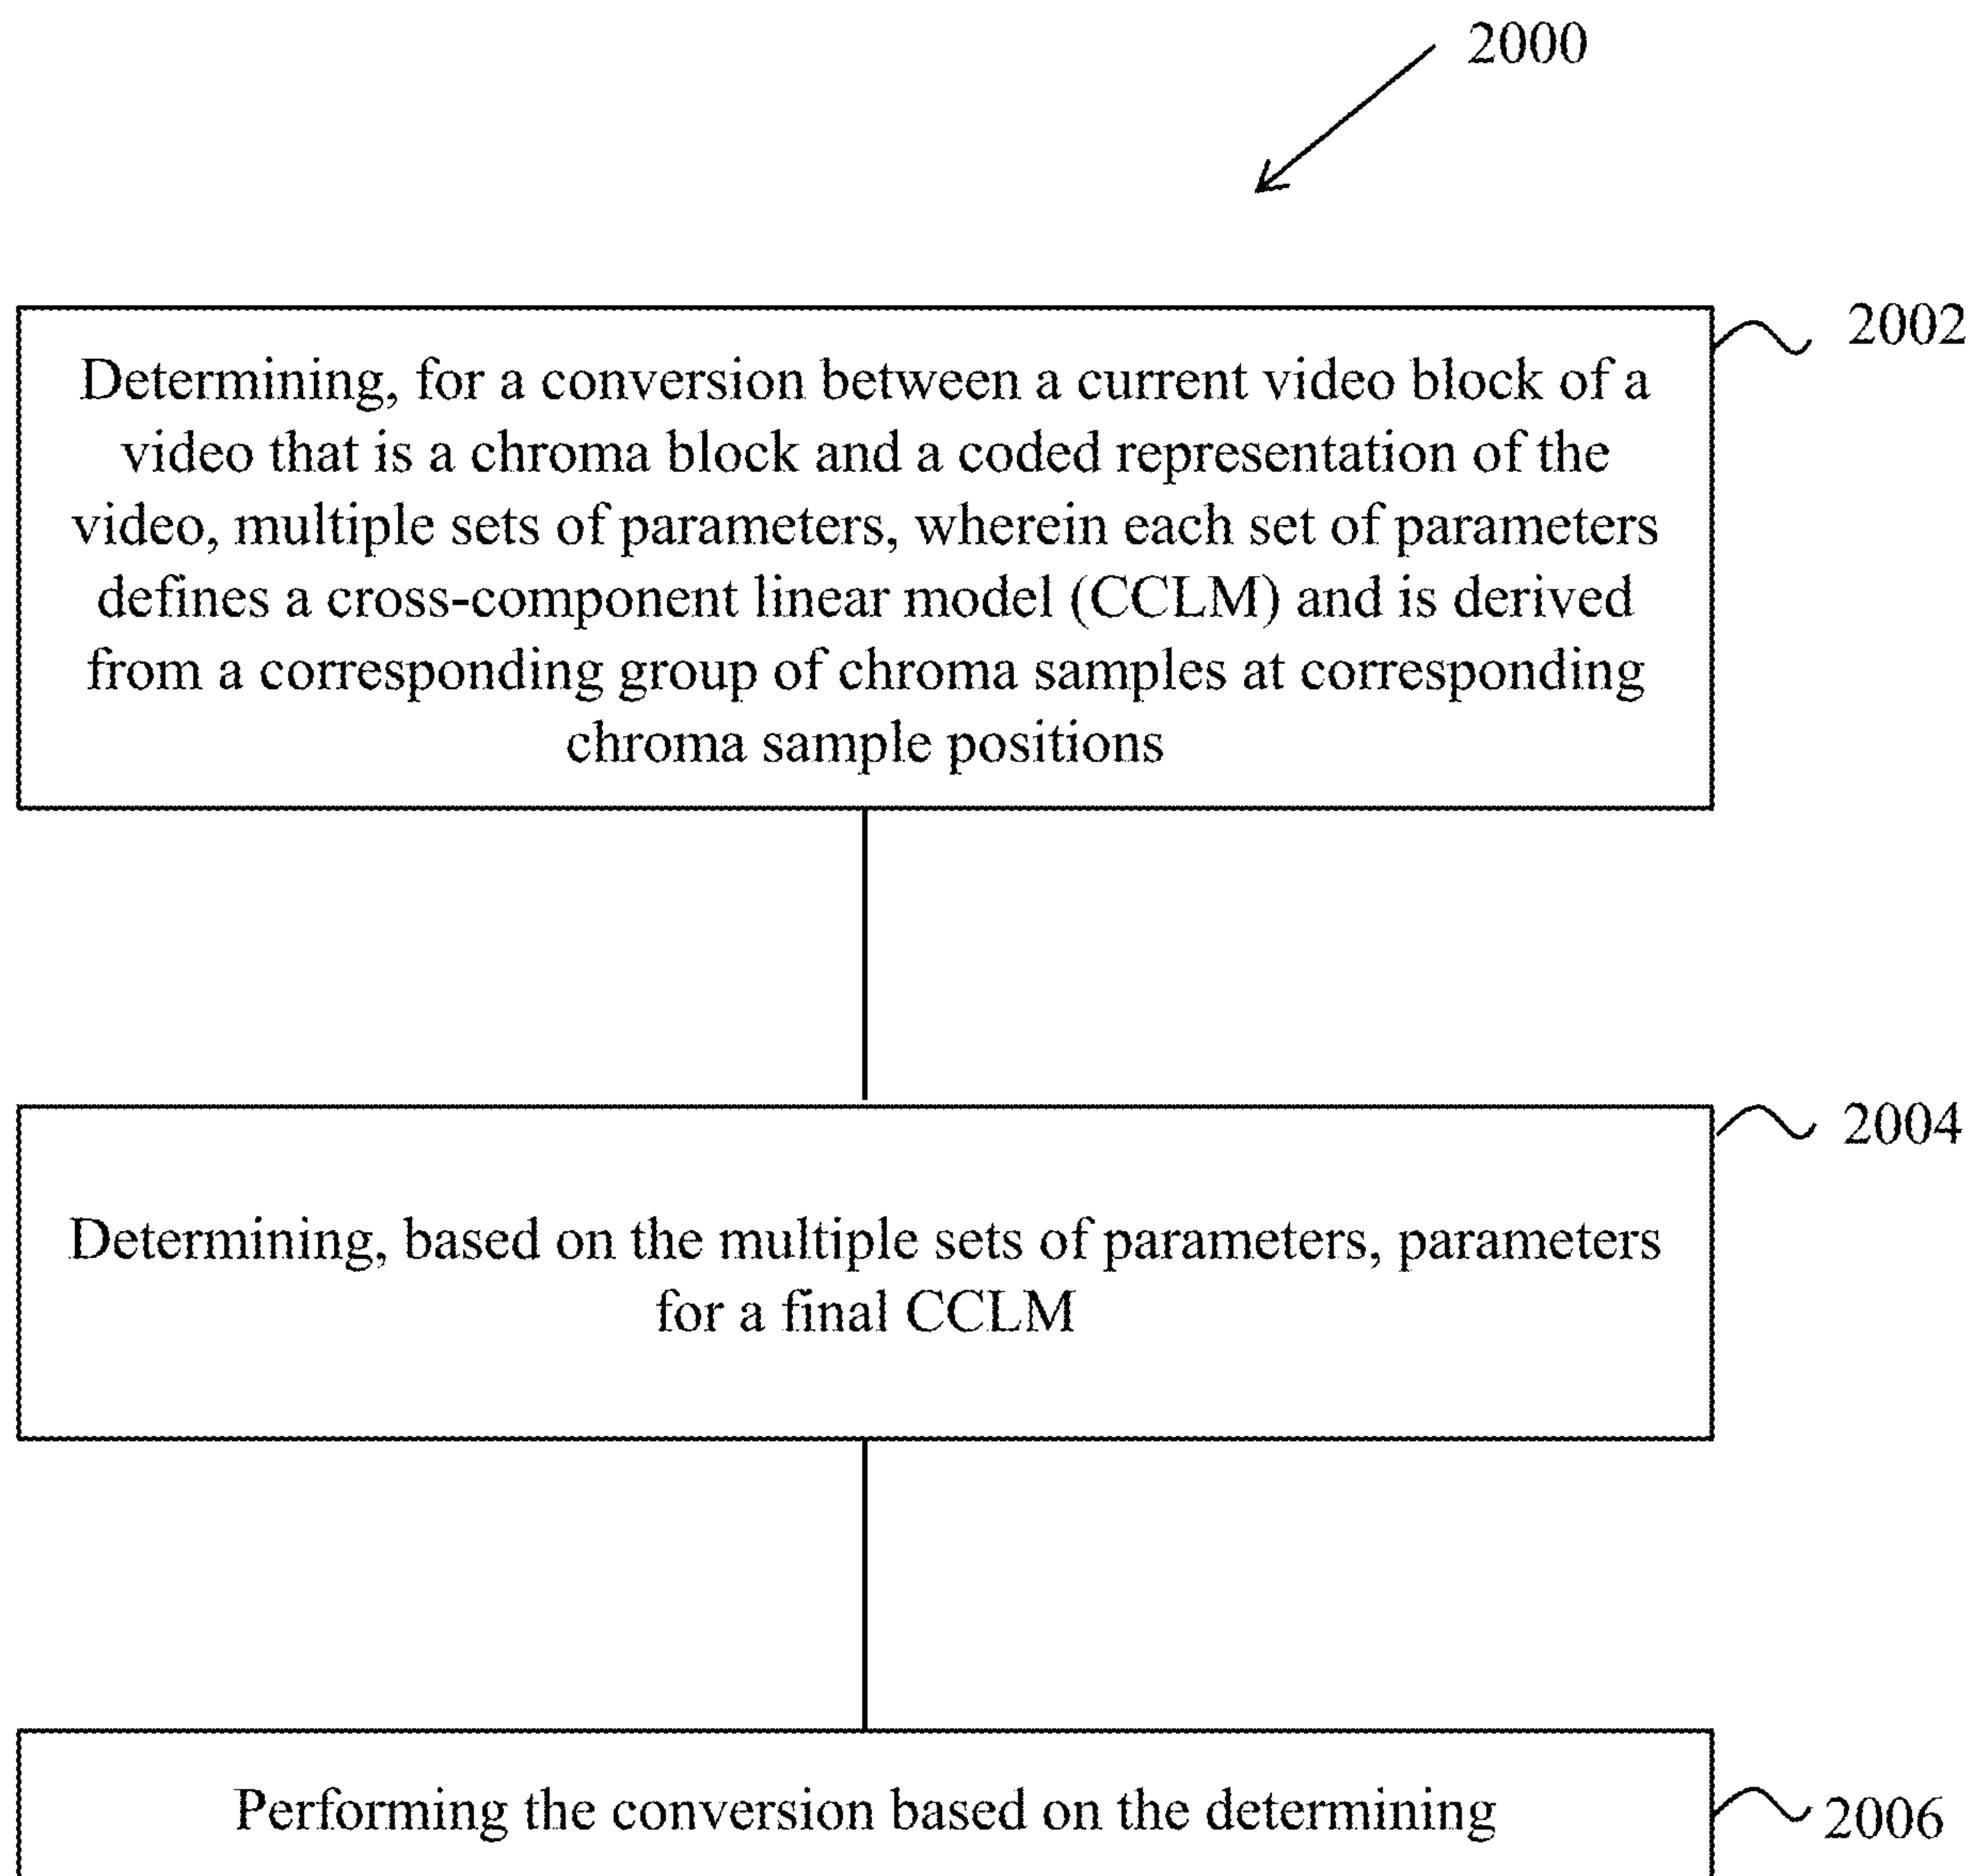 2000
2002
Determining, for a conversion between a current video block of a
video that is a chroma block and a coded representation of the
video, multiple sets of parameters, wherein each set of parameters
defines a cross-component linear model (CCLM) and is derived
from a corresponding group of chroma samples at corresponding
chroma sample positions
2004
Determining, based on the multiple sets of parameters, parameters
for a final CCLM
Performing the conversion based on the determining
2006